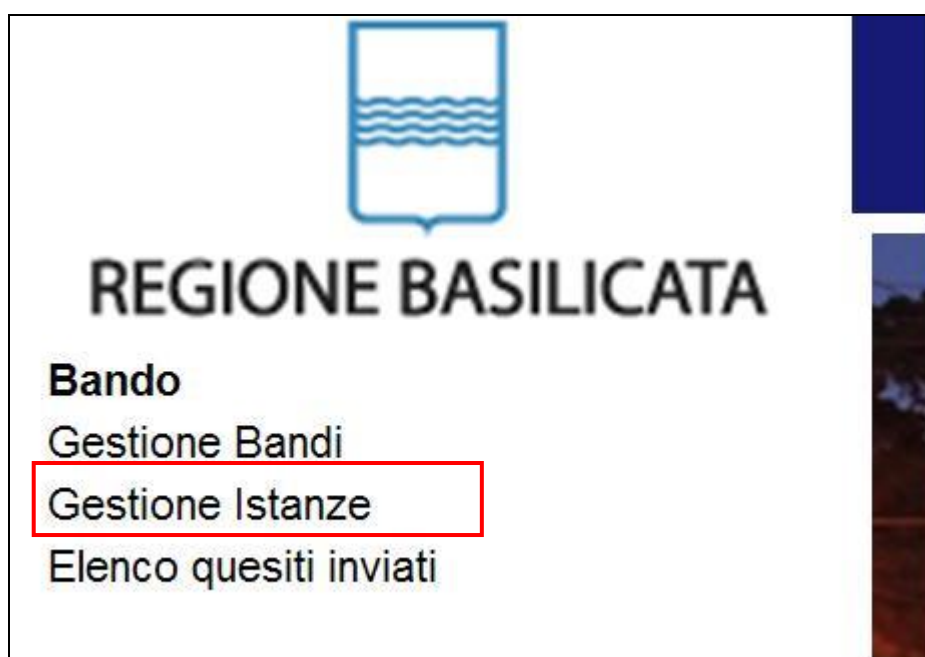 REGIONE BASILICATA
Bando
Gestione Bandi
Gestione Istanze
Elenco quesiti inviati